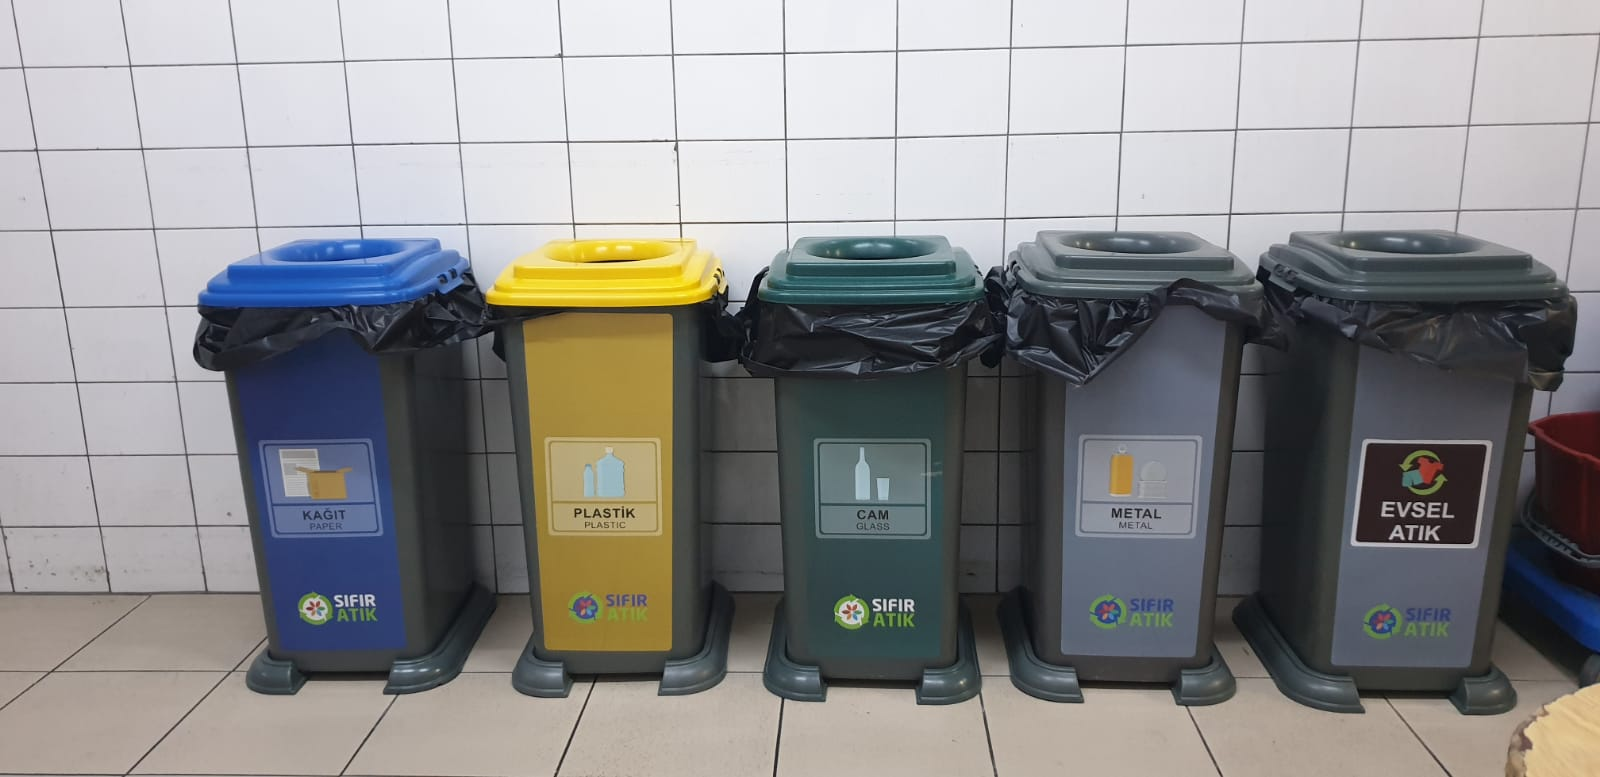 KAĞIT
PAPER
SIFIR
ATIK
PLASTİK
PLASTIC
SIFIR
ATIK
CAM
GLASS
SIFIR
ATIK
METAL
METAL
SIFIR
ATIK
EVSEL
ATIK
SIFIR
ATIK